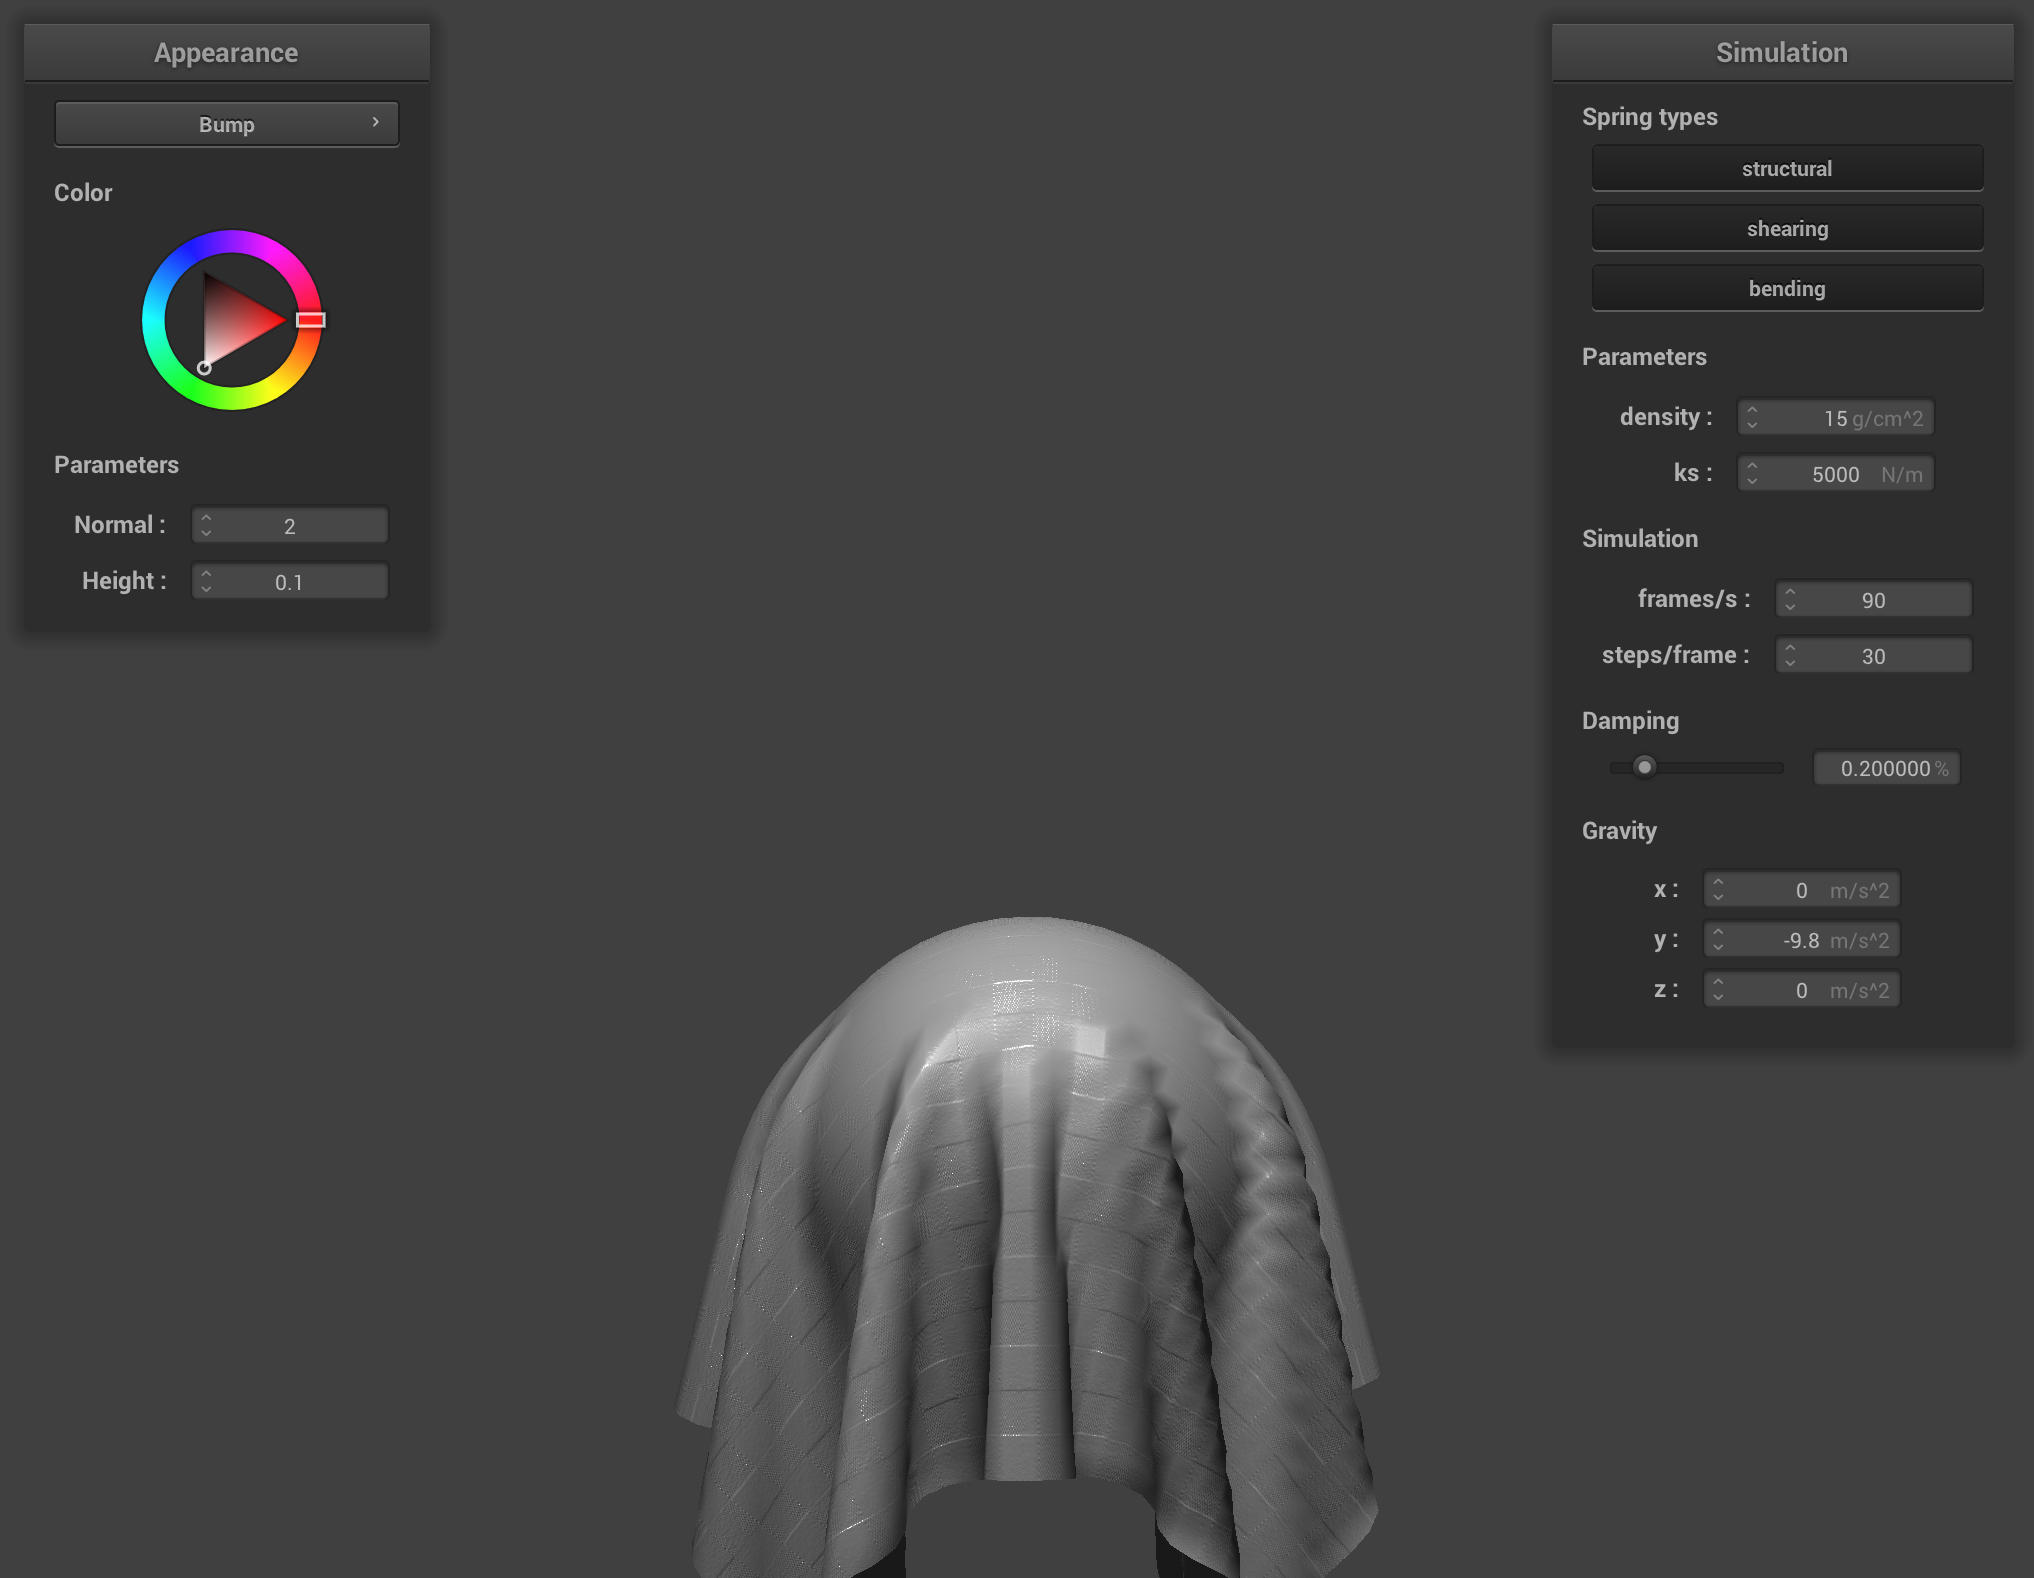 Appearance
Bump
Color
Parameters
Normal : 2
Height : 0.1
Simulation
Spring types
structural
shearing
bending
Parameters
density : 15 g/cm^2
ks : 5000 N/m
Simulation
frames/s : 90
steps/frame : 30
Damping
0.200000 %
Gravity
x : 0 m/s^2
y : -9.8 m/s^2
z : 0 m/s^2